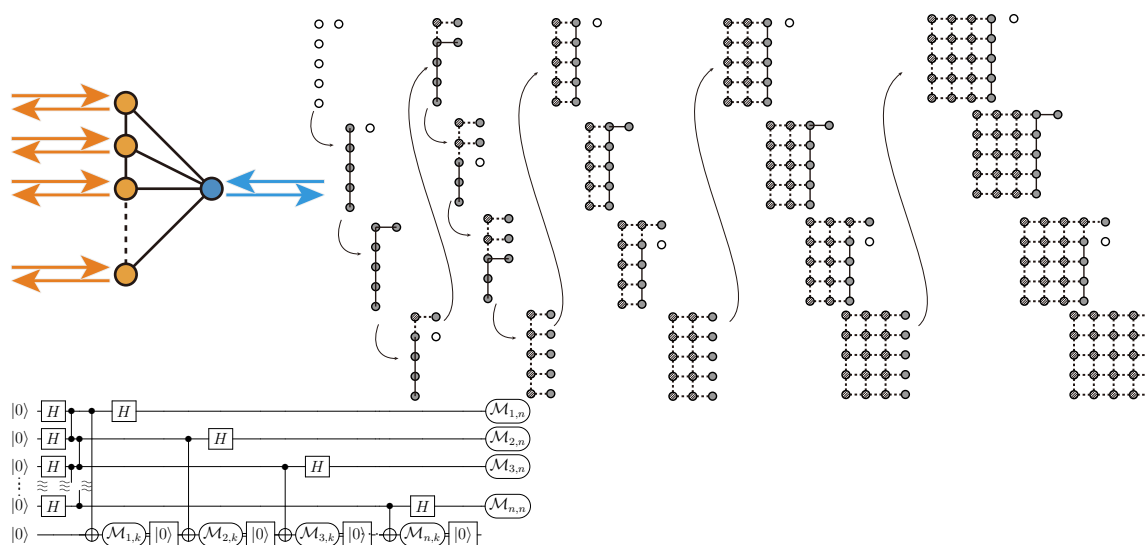 |0⟩ H H ℳ₁,ₙ
|0⟩ H H ℳ₂,ₙ
|0⟩ H H ℳ₃,ₙ
|0⟩ H H ℳₙ,ₙ
|0⟩ ℳ₁,ₖ |0⟩ ℳ₂,ₖ |0⟩ ℳ₃,ₖ |0⟩ ℳₙ,ₖ |0⟩